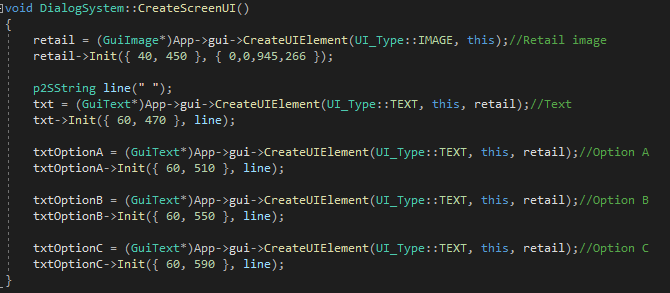 void DialogSystem::CreateScreenUI()
{
retail = (GuiImage*)App->gui->CreateUIElement(UI_Type::IMAGE, this);//Retail image
retail->Init({ 40, 450 }, { 0,0,945,266 });
p2SString line(" ");
txt = (GuiText*)App->gui->CreateUIElement(UI_Type::TEXT, this, retail);//Text
txt->Init({ 60, 470 }, line);
txtOptionA = (GuiText*)App->gui->CreateUIElement(UI_Type::TEXT, this, retail);//Option A
txtOptionA->Init({ 60, 510 }, line);
txtOptionB = (GuiText*)App->gui->CreateUIElement(UI_Type::TEXT, this, retail);//Option B
txtOptionB->Init({ 60, 550 }, line);
txtOptionC = (GuiText*)App->gui->CreateUIElement(UI_Type::TEXT, this, retail);//Option C
txtOptionC->Init({ 60, 590 }, line);
}